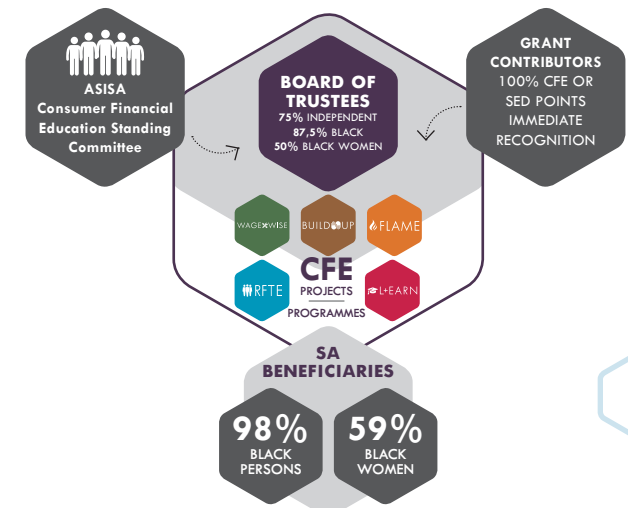 ASISA
Consumer Financial
Education Standing
Committee
BOARD OF
TRUSTEES
75% INDEPENDENT
87,5% BLACK
50% BLACK WOMEN
GRANT
CONTRIBUTORS
100% CFE OR
SED POINTS
IMMEDIATE
RECOGNITION
WAGE WISE
BUILD UP
FLAME
RFTE
CFE
PROJECTS
PROGRAMMES
L+EARN
SA
BENEFICIARIES
98%
BLACK
PERSONS
59%
BLACK
WOMEN